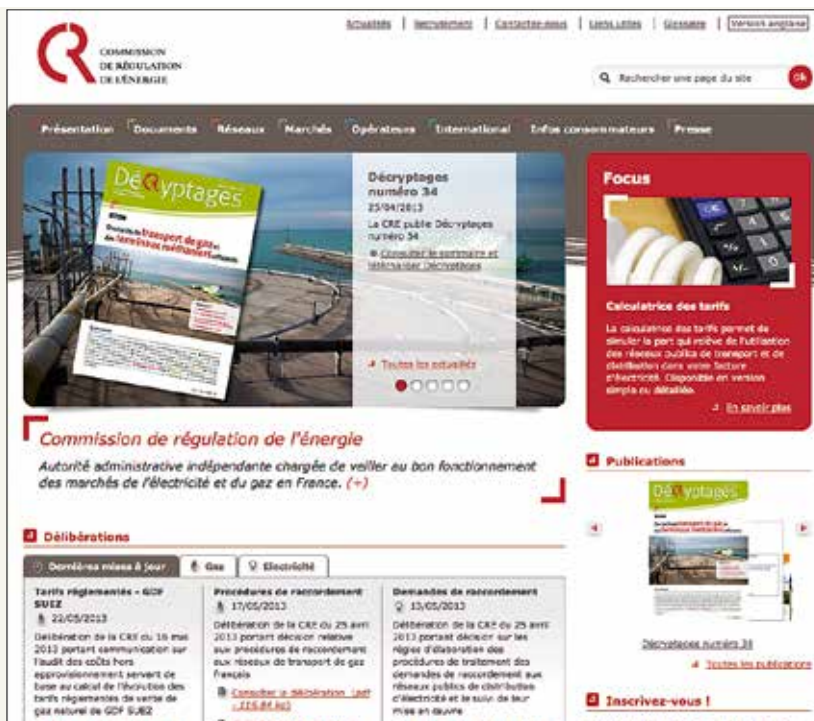 Actualités | Recrutement | Contactez-nous | Liens utiles | Glossaire | Version anglaise
COMMISSION
DE RÉGULATION
DE L'ÉNERGIE
Rechercher une page du site
Ok
Présentation Documents Réseaux Marchés Opérateurs International Infos consommateurs Presse
DéCRyptages
transport de gaz et
des terminaux méthaniers
Décryptages
numéro 34
25/04/2013
La CRE publie Décryptages
numéro 34
Consulter le sommaire et
télécharger Décryptages
Toutes les actualités
Focus
Calculatrice des tarifs
La calculatrice des tarifs permet de
simuler la part qui relève de l'utilisation
des réseaux publics de transport et de
distribution dans votre facture
d'électricité. Disponible en version
simple ou détaillée.
En savoir plus
Commission de régulation de l'énergie
Autorité administrative indépendante chargée de veiller au bon fonctionnement
des marchés de l'électricité et du gaz en France. (+)
Délibérations
Dernières mises à jour Gaz Electricité
Tarifs réglementés - GDF
SUEZ
22/05/2013
Délibération de la CRE du 16 mai
2013 portant communication sur
l'audit des coûts hors
approvisionnement servant de
base au calcul de l'évolution des
tarifs réglementés de vente de
gaz naturel de GDF SUEZ
Procédures de raccordement
17/05/2013
Délibération de la CRE du 25 avril
2013 portant décision relative
aux procédures de raccordement
aux réseaux de transport de gaz
français
Consulter la délibération (pdf
Demandes de raccordement
13/05/2013
Délibération de la CRE du 25 avril
2013 portant décision sur les
règles d'élaboration des
procédures de traitement des
demandes de raccordement aux
réseaux publics de distribution
d'électricité et le suivi de leur
mise en œuvre
Publications
DéCRyptages
Décryptages numéro 34
Toutes les publications
Inscrivez-vous !